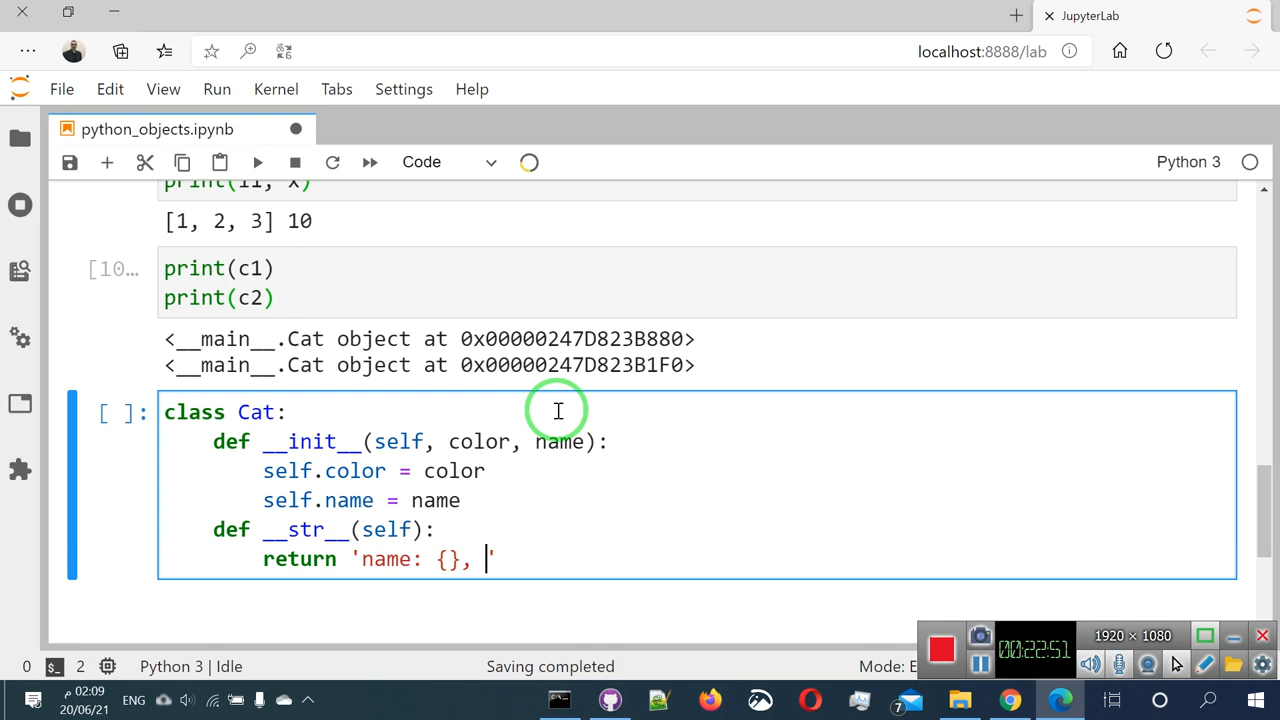 JupyterLab
localhost:8888/lab
File Edit View Run Kernel Tabs Settings Help
python_objects.ipynb
Code
Python 3
[1, 2, 3] 10
[10…
print(c1)
print(c2)
<__main__.Cat object at 0x00000247D823B880>
<__main__.Cat object at 0x00000247D823B1F0>
[ ]:
class Cat:
def __init__(self, color, name):
self.color = color
self.name = name
def __str__(self):
return 'name: {}, '
1920 × 1080
00:22:51
0
2
Python 3 | Idle
Saving completed
Mode: E
02:09 م
20/06/21
ENG
7